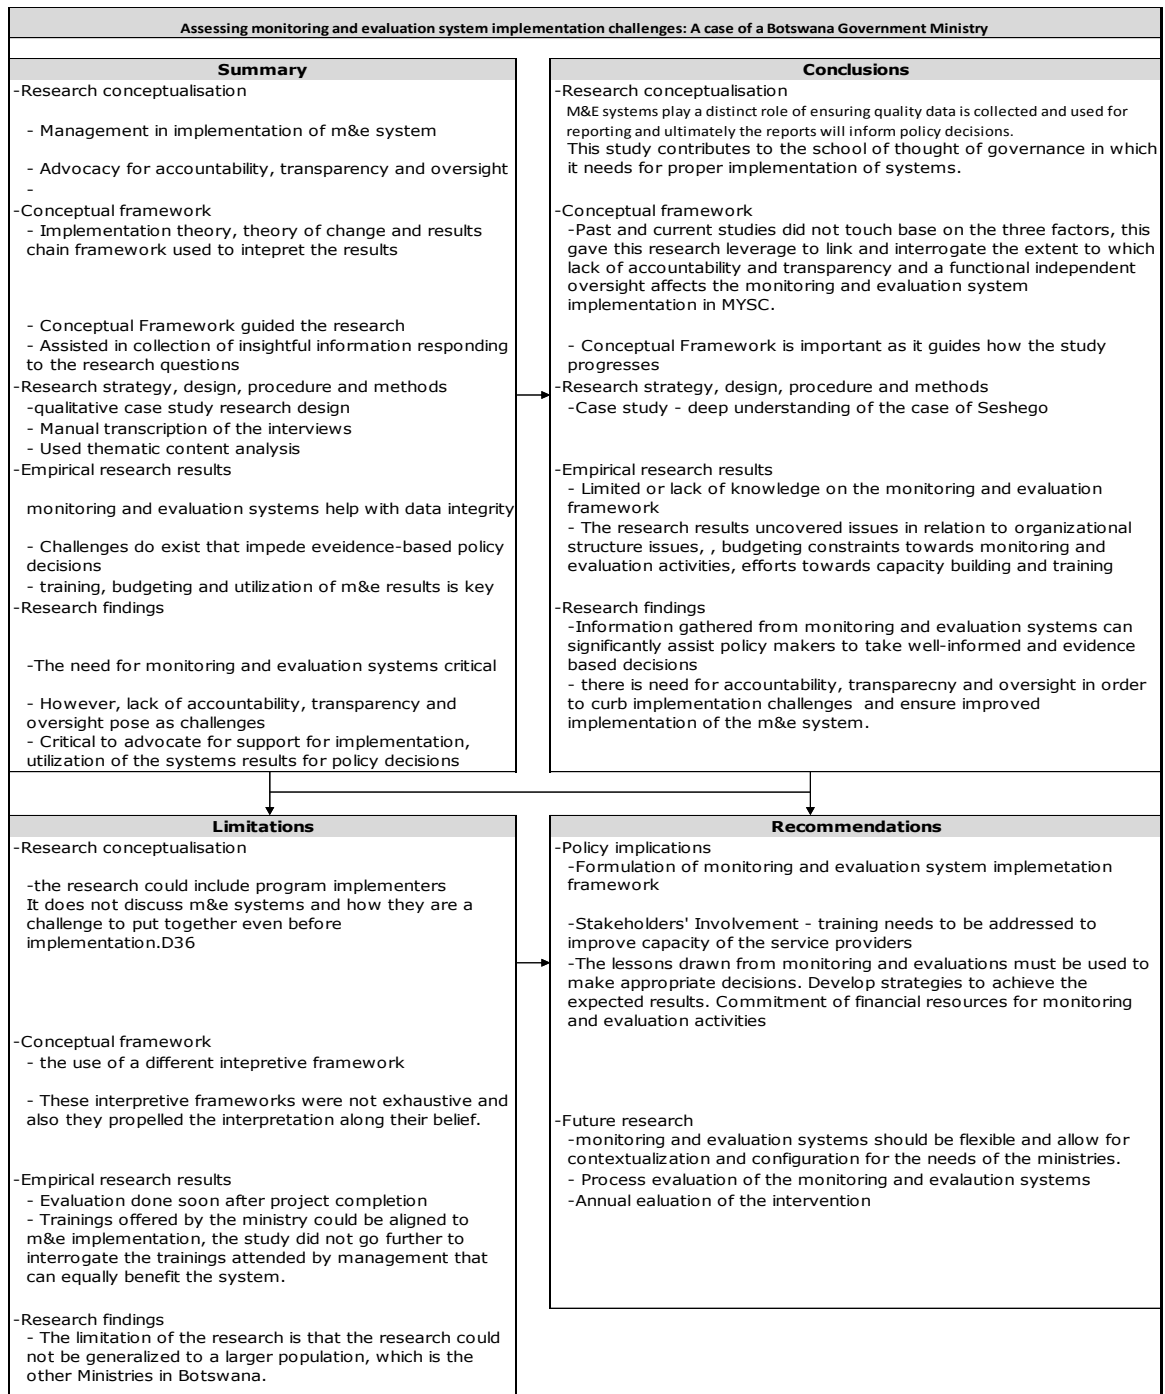 Assessing monitoring and evaluation system implementation challenges: A case of a Botswana Government Ministry
Summary
-Research conceptualisation
- Management in implementation of m&e system
- Advocacy for accountability, transparency and oversight
-
-Conceptual framework
- Implementation theory, theory of change and results
chain framework used to intepret the results
- Conceptual Framework guided the research
- Assisted in collection of insightful information responding
to the research questions
-Research strategy, design, procedure and methods
-qualitative case study research design
- Manual transcription of the interviews
- Used thematic content analysis
-Empirical research results
monitoring and evaluation systems help with data integrity
- Challenges do exist that impede eveidence-based policy
decisions
- training, budgeting and utilization of m&e results is key
-Research findings
-The need for monitoring and evaluation systems critical
- However, lack of accountability, transparency and
oversight pose as challenges
- Critical to advocate for support for implementation,
utilization of the systems results for policy decisions
Conclusions
-Research conceptualisation
M&E systems play a distinct role of ensuring quality data is collected and used for
reporting and ultimately the reports will inform policy decisions.
This study contributes to the school of thought of governance in which
it needs for proper implementation of systems.
-Conceptual framework
-Past and current studies did not touch base on the three factors, this
gave this research leverage to link and interrogate the extent to which
lack of accountability and transparency and a functional independent
oversight affects the monitoring and evaluation system
implementation in MYSC.
- Conceptual Framework is important as it guides how the study
progresses
-Research strategy, design, procedure and methods
-Case study - deep understanding of the case of Seshego
-Empirical research results
- Limited or lack of knowledge on the monitoring and evaluation
framework
- The research results uncovered issues in relation to organizational
structure issues, , budgeting constraints towards monitoring and
evaluation activities, efforts towards capacity building and training
-Research findings
-Information gathered from monitoring and evaluation systems can
significantly assist policy makers to take well-informed and evidence
based decisions
- there is need for accountability, transparecny and oversight in order
to curb implementation challenges  and ensure improved
implementation of the m&e system.
Limitations
-Research conceptualisation
-the research could include program implementers
It does not discuss m&e systems and how they are a
challenge to put together even before
implementation.D36
-Conceptual framework
- the use of a different intepretive framework
- These interpretive frameworks were not exhaustive and
also they propelled the interpretation along their belief.
-Empirical research results
- Evaluation done soon after project completion
- Trainings offered by the ministry could be aligned to
m&e implementation, the study did not go further to
interrogate the trainings attended by management that
can equally benefit the system.
-Research findings
- The limitation of the research is that the research could
not be generalized to a larger population, which is the
other Ministries in Botswana.
Recommendations
-Policy implications
-Formulation of monitoring and evaluation system implemetation
framework
-Stakeholders' Involvement - training needs to be addressed to
improve capacity of the service providers
-The lessons drawn from monitoring and evaluations must be used to
make appropriate decisions. Develop strategies to achieve the
expected results. Commitment of financial resources for monitoring
and evaluation activities
-Future research
-monitoring and evaluation systems should be flexible and allow for
contextualization and configuration for the needs of the ministries.
- Process evaluation of the monitoring and evalaution systems
-Annual ealuation of the intervention